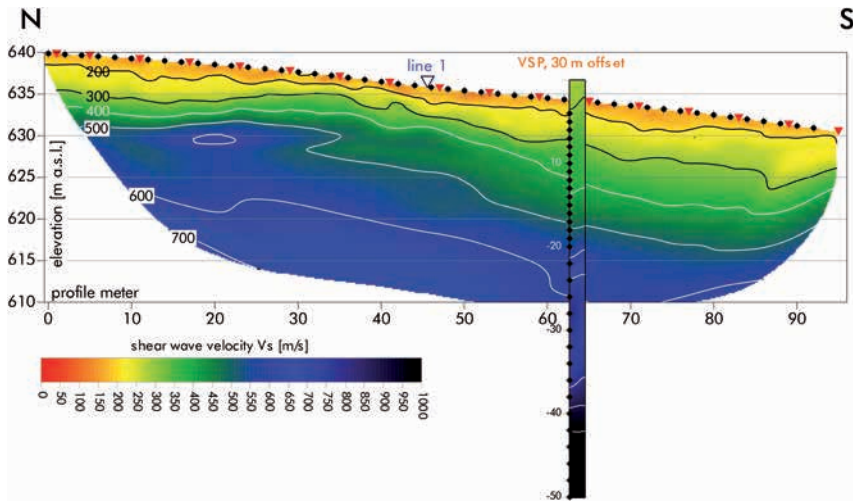 N
S
640
635
630
625
620
615
610
elevation [m a.s.l.]
200
300
400
500
600
700
line 1
VSP, 30 m offset
-10
-20
-30
-40
-50
profile meter
0 10 20 30 40 50 70 80 90
shear wave velocity Vs [m/s]
0 50 100 150 200 250 300 350 400 450 500 550 600 650 700 750 800 850 900 950 1000